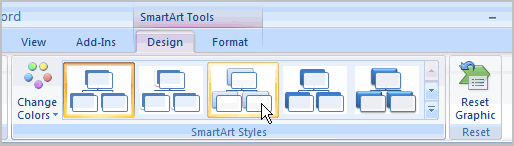 ord
SmartArt Tools
View Add-Ins Design Format
Change
Colors
Reset
Graphic
SmartArt Styles
Reset